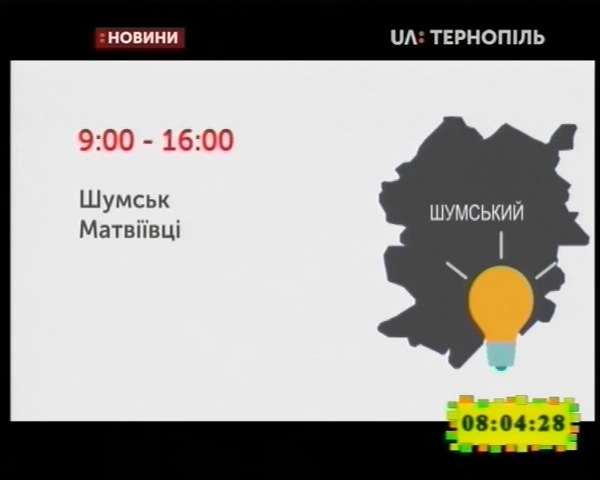 :НОВИНИ
UA: ТЕРНОПІЛЬ
9:00 - 16:00
Шумськ
Матвіївці
ШУМСЬКИЙ
08:04:28